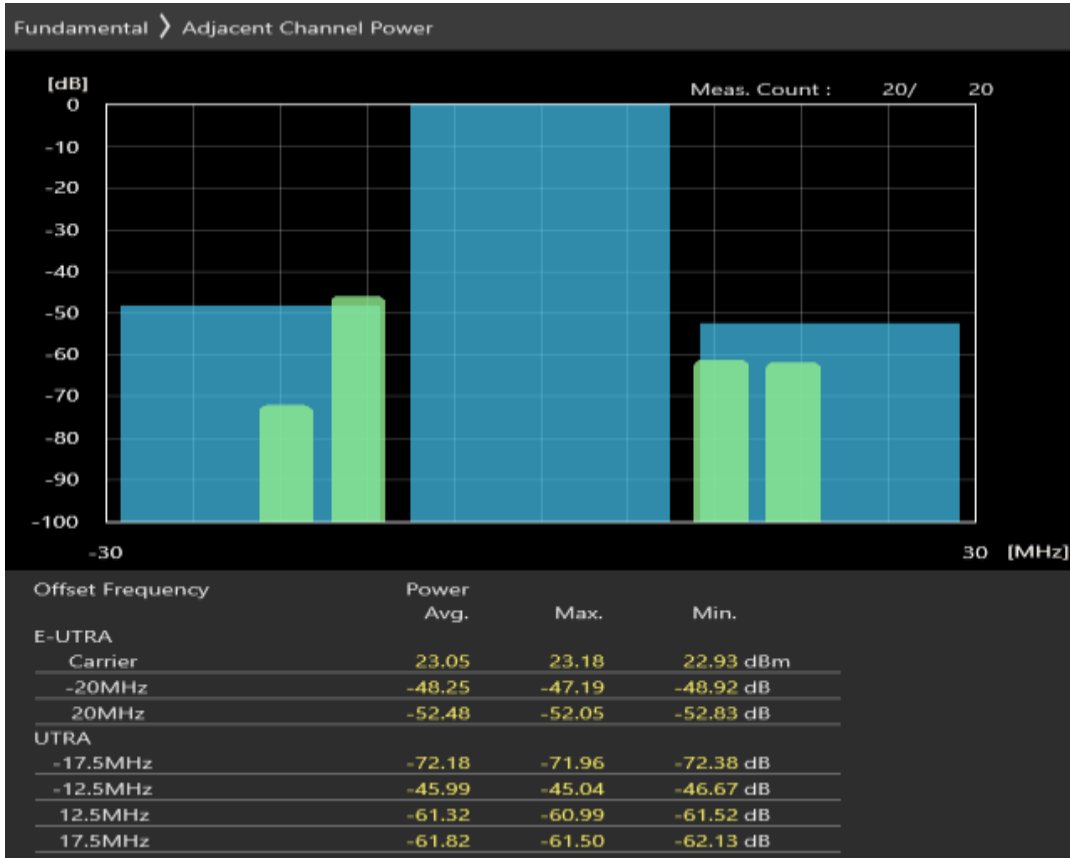 Fundamental 〉 Adjacent Channel Power
[dB]
Meas. Count : 20/ 20
0
-10
-20
-30
-40
-50
-60
-70
-80
-90
-100
-30 30 [MHz]
Offset Frequency Power
Avg. Max. Min.
E-UTRA
Carrier 23.05 23.18 22.93 dBm
-20MHz -48.25 -47.19 -48.92 dB
20MHz -52.48 -52.05 -52.83 dB
UTRA
-17.5MHz -72.18 -71.96 -72.38 dB
-12.5MHz -45.99 -45.04 -46.67 dB
12.5MHz -61.32 -60.99 -61.52 dB
17.5MHz -61.82 -61.50 -62.13 dB